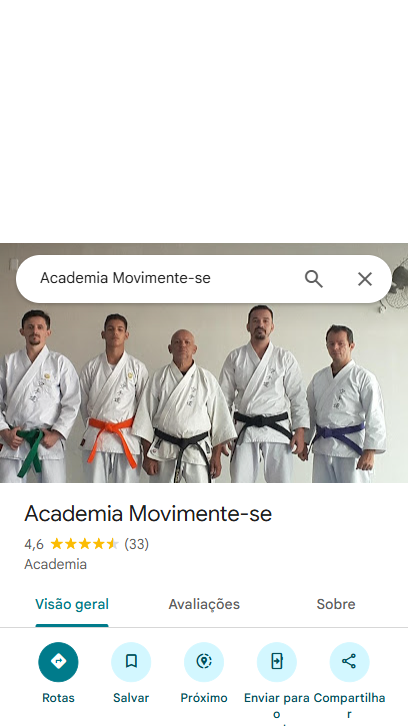 Academia Movimente-se
Academia Movimente-se
4,6 (33)
Academia
Visão geral Avaliações Sobre
Rotas Salvar Próximo Enviar para o Compartilhar